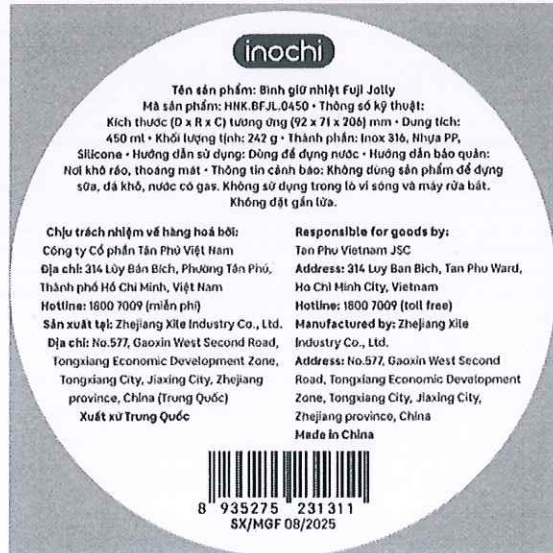 inochi
Tên sản phẩm: Bình giữ nhiệt Fuji Jolly
Mã sản phẩm: HNK.BFJL.0450 • Thông số kỹ thuật:
Kích thước (D x R x C) tương ứng (92 x 71 x 206) mm • Dung tích:
450 ml • Khối lượng tịnh: 242 g • Thành phần: Inox 316, Nhựa PP,
Silicone • Hướng dẫn sử dụng: Dùng để đựng nước • Hướng dẫn bảo quản:
Nơi khô ráo, thoáng mát • Thông tin cảnh báo: Không dùng sản phẩm để đựng
sữa, đá khô, nước có gas. Không sử dụng trong lò vi sóng và máy rửa bát.
Không đặt gần lửa.
Chịu trách nhiệm về hàng hoá bởi:
Công ty Cổ phần Tân Phú Việt Nam
Địa chỉ: 314 Lũy Bán Bích, Phường Tân Phú,
Thành phố Hồ Chí Minh, Việt Nam
Hotline: 1800 7009 (miễn phí)
Sản xuất tại: Zhejiang Xile Industry Co., Ltd.
Địa chỉ: No.577, Gaoxin West Second Road,
Tongxiang Economic Development Zone,
Tongxiang City, Jiaxing City, Zhejiang
province, China (Trung Quốc)
Xuất xứ Trung Quốc
Responsible for goods by:
Tan Phu Vietnam JSC
Address: 314 Luy Ban Bich, Tan Phu Ward,
Ho Chi Minh City, Vietnam
Hotline: 1800 7009 (toll free)
Manufactured by: Zhejiang Xile
Industry Co., Ltd.
Address: No.577, Gaoxin West Second
Road, Tongxiang Economic Development
Zone, Tongxiang City, Jiaxing City,
Zhejiang province, China
Made in China
8 935275 231311
SX/MGF 08/2025